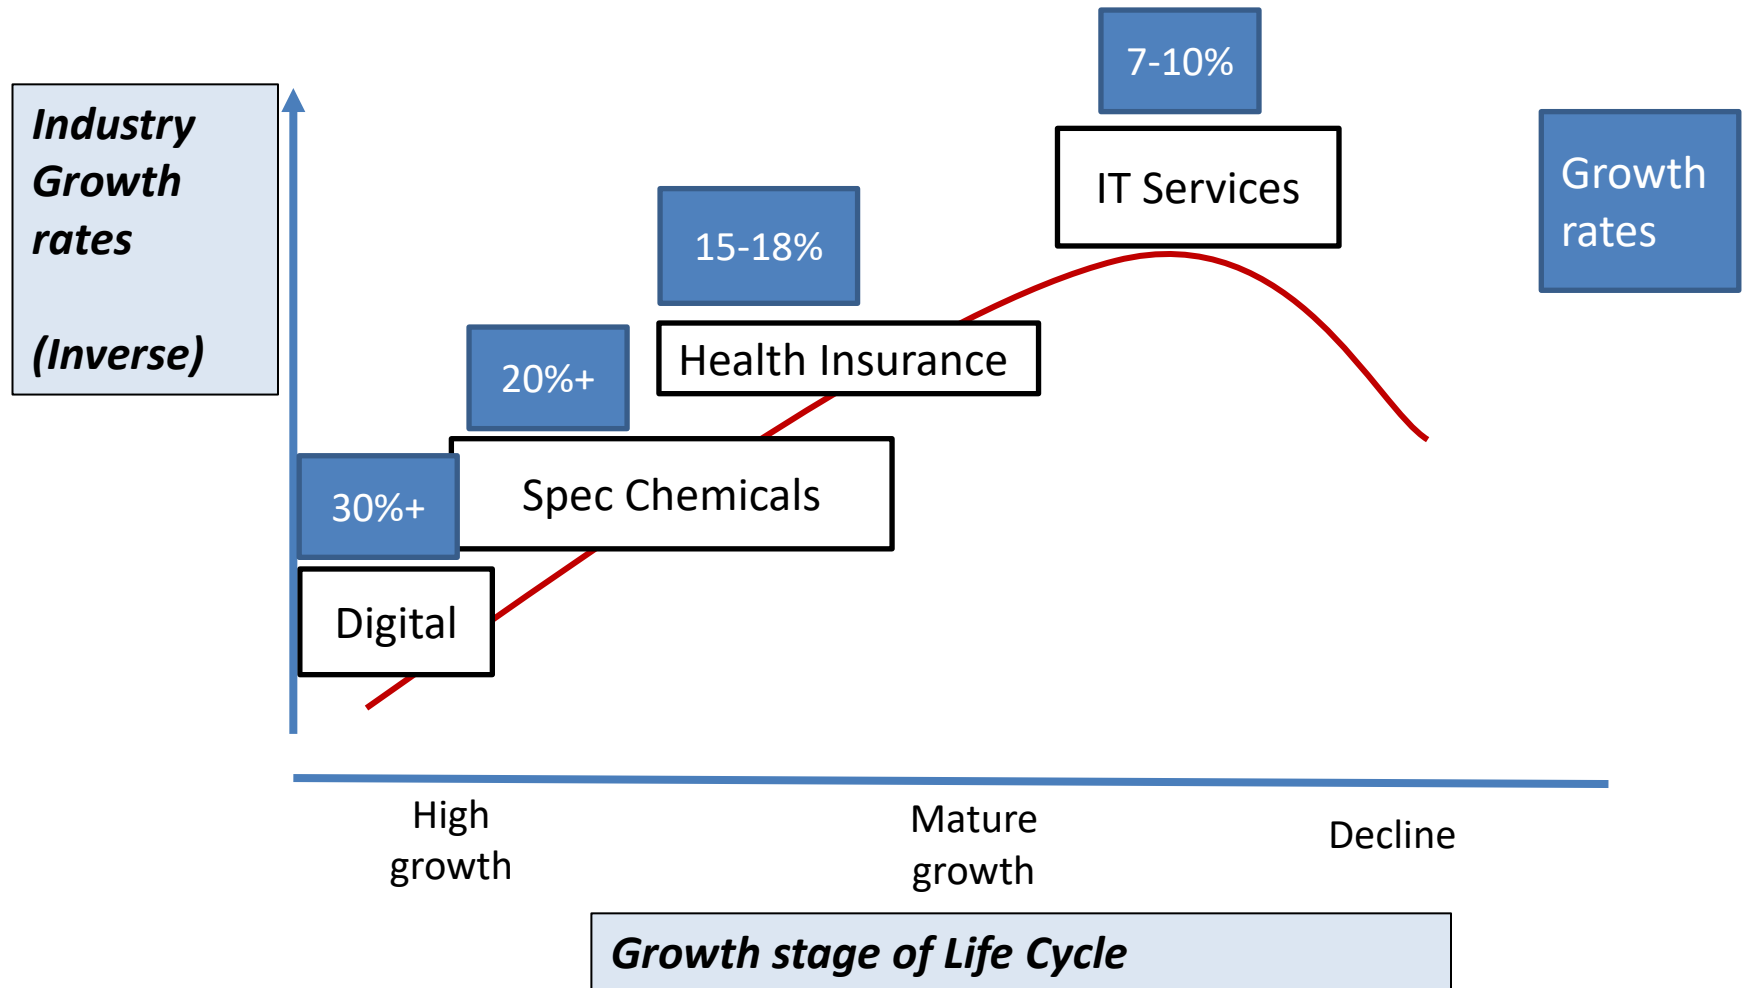 7-10%
Industry
Growth
rates
(Inverse)
IT Services
Growth
rates
15-18%
Health Insurance
20%+
Spec Chemicals
30%+
Digital
High
growth
Mature
growth
Decline
Growth stage of Life Cycle